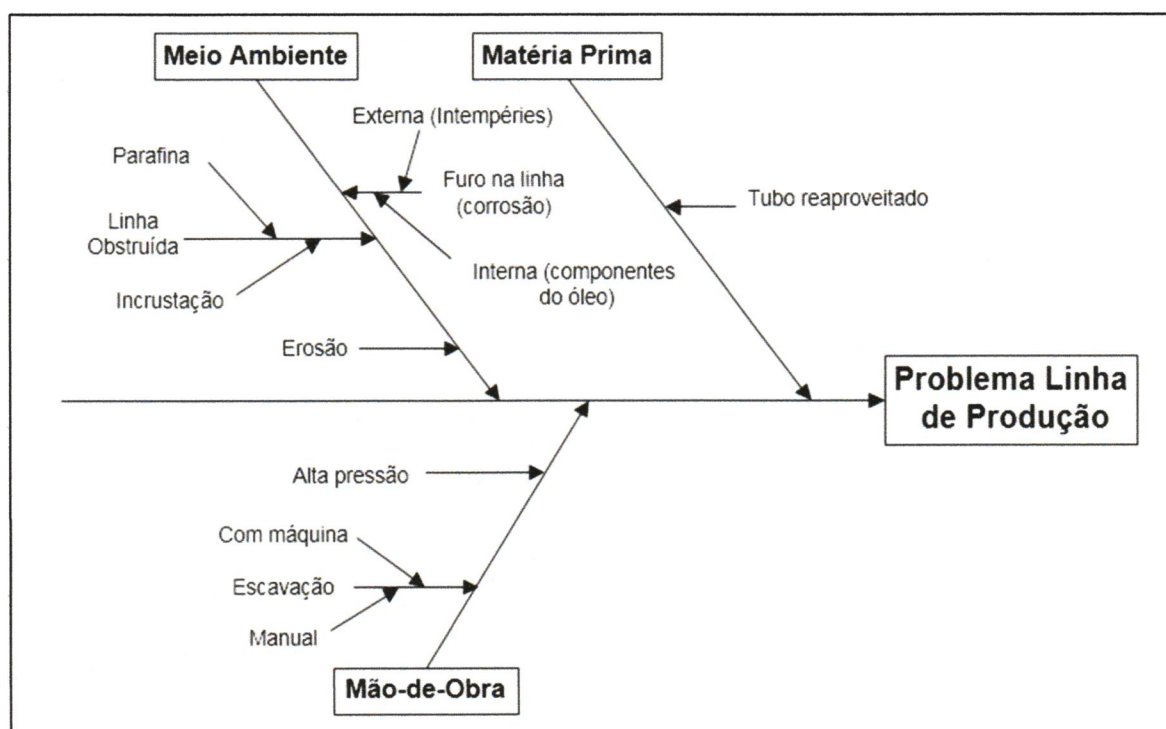 Meio Ambiente
Matéria Prima
Externa (Intempéries)
Parafina
Furo na linha
(corrosão)
Tubo reaproveitado
Linha
Obstruída
Interna (componentes
do óleo)
Incrustação
Erosão
Problema Linha
de Produção
Alta pressão
Com máquina
Escavação
Manual
Mão-de-Obra